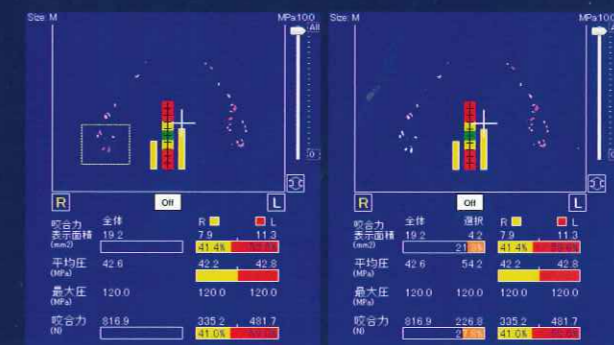 Size: M
MPa100
All
0
R
Off
L
咬合力
全体
R
L
表示面積
(mm2)
19.2
7.9
11.3
41.4%
平均圧
(MPa)
42.6
42.2
42.8
最大圧
(MPa)
120.0
120.0
120.0
咬合力
(N)
816.9
335.2
481.7
41.0%
Size: M
MPa100
All
0
R
Off
L
咬合力
全体
選択
R
L
表示面積
(mm2)
19.2
4.2
7.9
11.3
41.4%
平均圧
(MPa)
42.6
54.2
42.2
42.8
最大圧
(MPa)
120.0
120.0
120.0
120.0
咬合力
(N)
816.9
226.8
335.2
481.7
41.0%